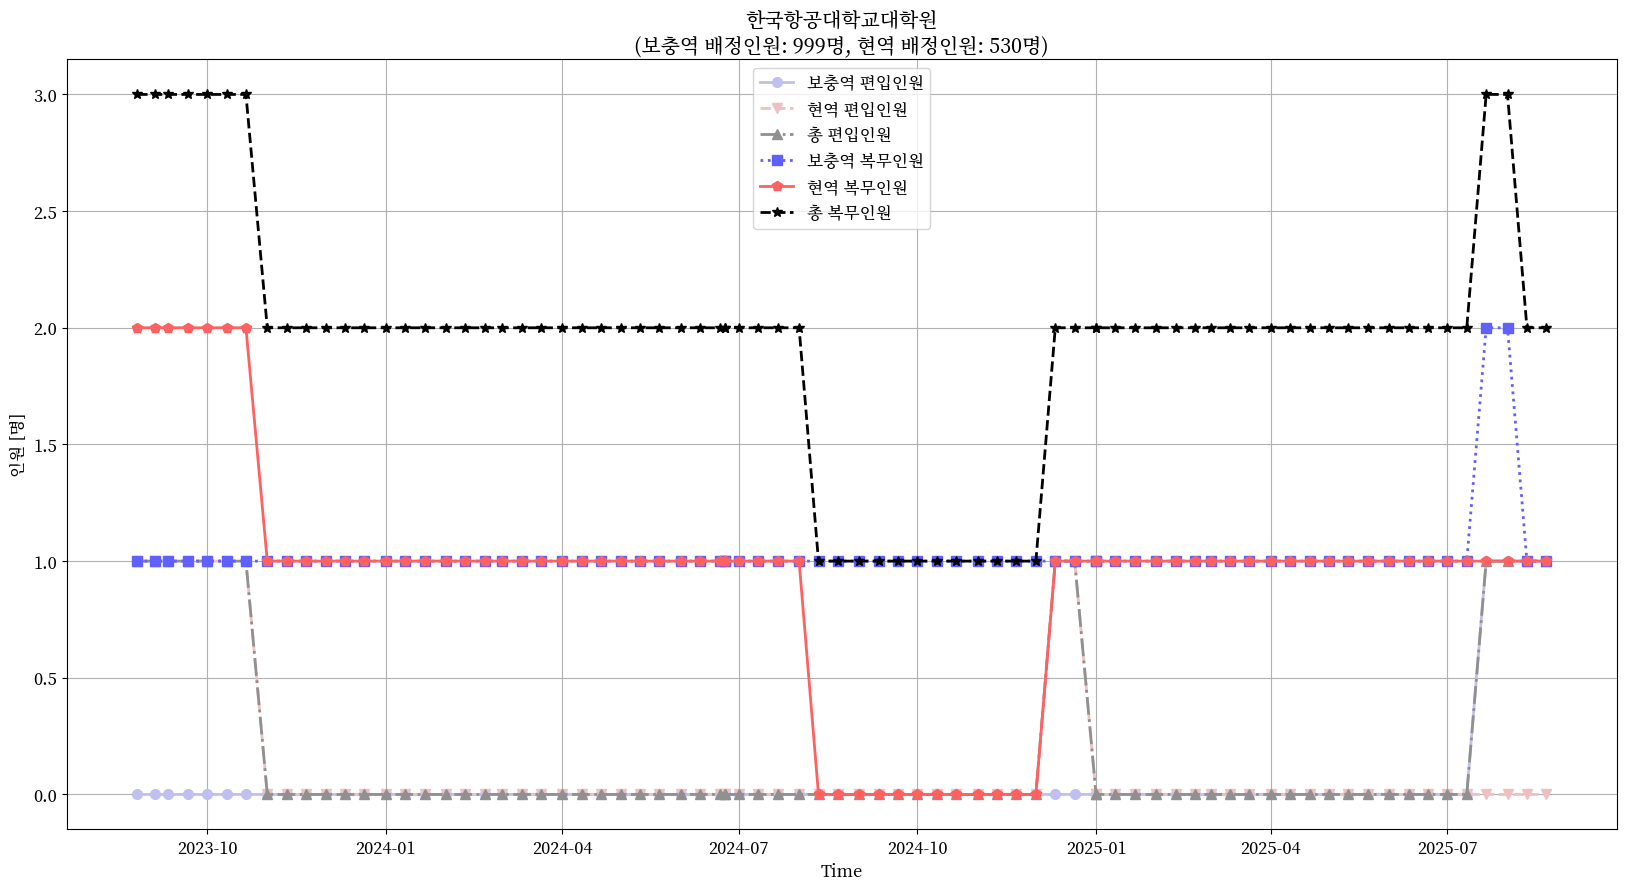 한국항공대학교대학원
(보충역 배정인원: 999명, 현역 배정인원: 530명)
보충역 편입인원
현역 편입인원
총 편입인원
보충역 복무인원
현역 복무인원
총 복무인원
인원 [명]
3.0
2.5
2.0
1.5
1.0
0.5
0.0
2023-10
2024-01
2024-04
2024-07
2024-10
2025-01
2025-04
2025-07
Time